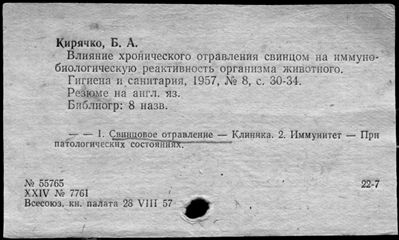 Кирячко, Б. А.
Влияние хронического отравления свинцом на иммуно-
биологическую реактивность организма животного.
Гигиена и санитария, 1957, № 8, с. 30-34.
Резюме на англ. яз.
Библиогр: 8 назв.
— — 1. Свинцовое отравление — Клиника. 2. Иммунитет — При
патологических состояниях.
№ 55765 22-7
XXIV № 7761
Всесоюз. кн. палата 28 VIII 57